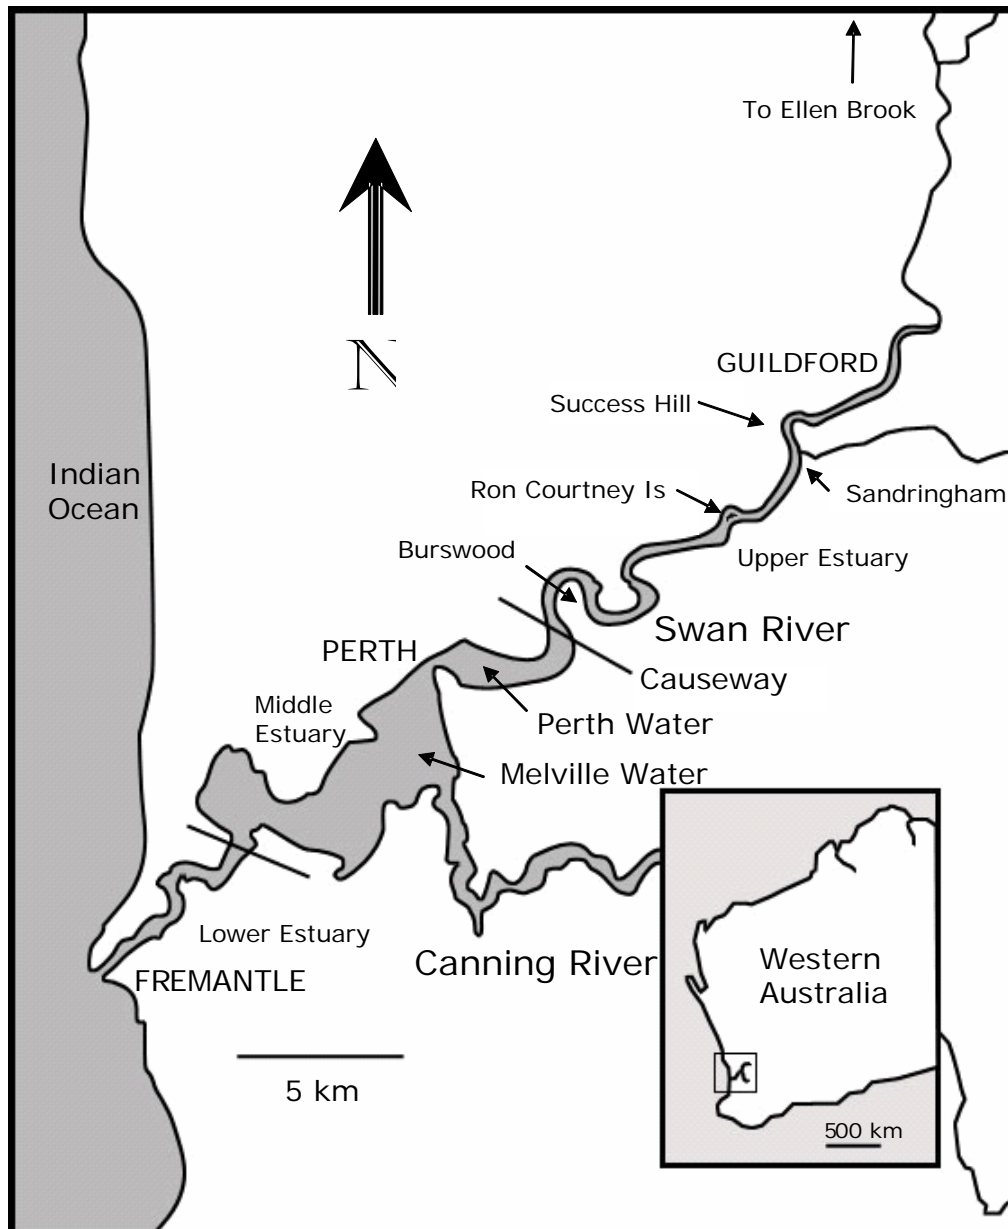 To Ellen Brook
N
GUILDFORD
Success Hill
Indian
Ocean
Ron Courtney Is
Sandringham
Burswood
Upper Estuary
Swan River
PERTH
Causeway
Middle
Estuary
Perth Water
Melville Water
Lower Estuary
Canning River
FREMANTLE
Western
Australia
5 km
500 km